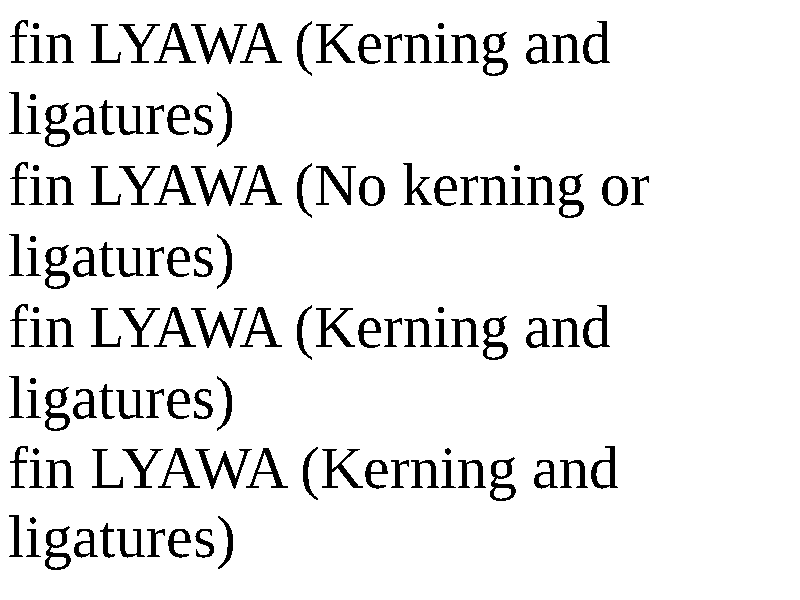 fin LYAWA (Kerning and
ligatures)
fin LYAWA (No kerning or
ligatures)
fin LYAWA (Kerning and
ligatures)
fin LYAWA (Kerning and
ligatures)